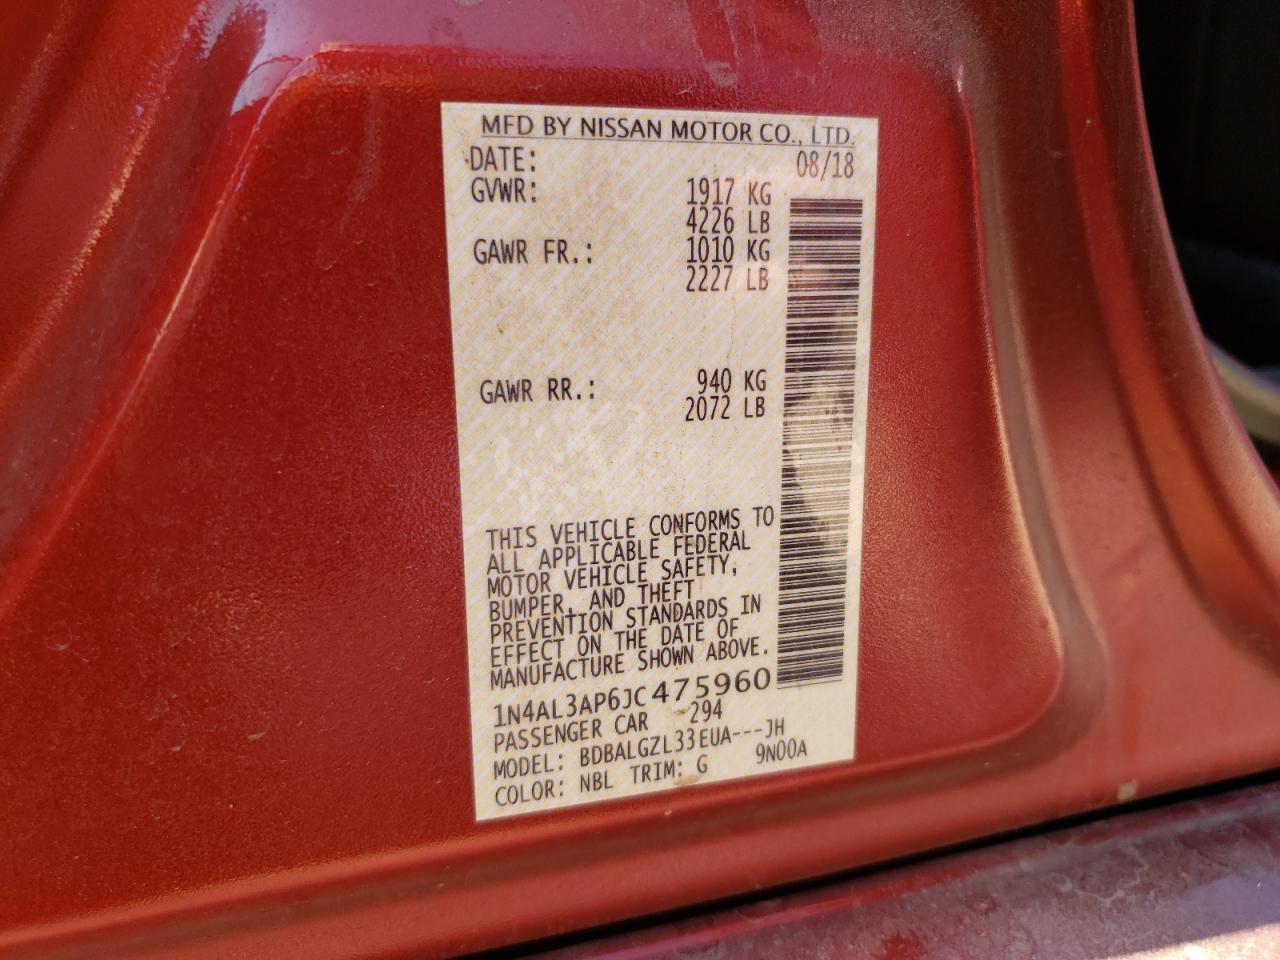 MFD BY NISSAN MOTOR CO., LTD.
DATE: 08/18
GVWR: 1917 KG
4226 LB
GAWR FR.: 1010 KG
2227 LB
GAWR RR.: 940 KG
2072 LB
THIS VEHICLE CONFORMS TO
ALL APPLICABLE FEDERAL
MOTOR VEHICLE SAFETY,
BUMPER, AND THEFT
PREVENTION STANDARDS IN
EFFECT ON THE DATE OF
MANUFACTURE SHOWN ABOVE.
1N4AL3AP6JC475960
PASSENGER CAR 294
MODEL: BDBALGZL33EUA---JH
COLOR: NBL TRIM: G 9N00A